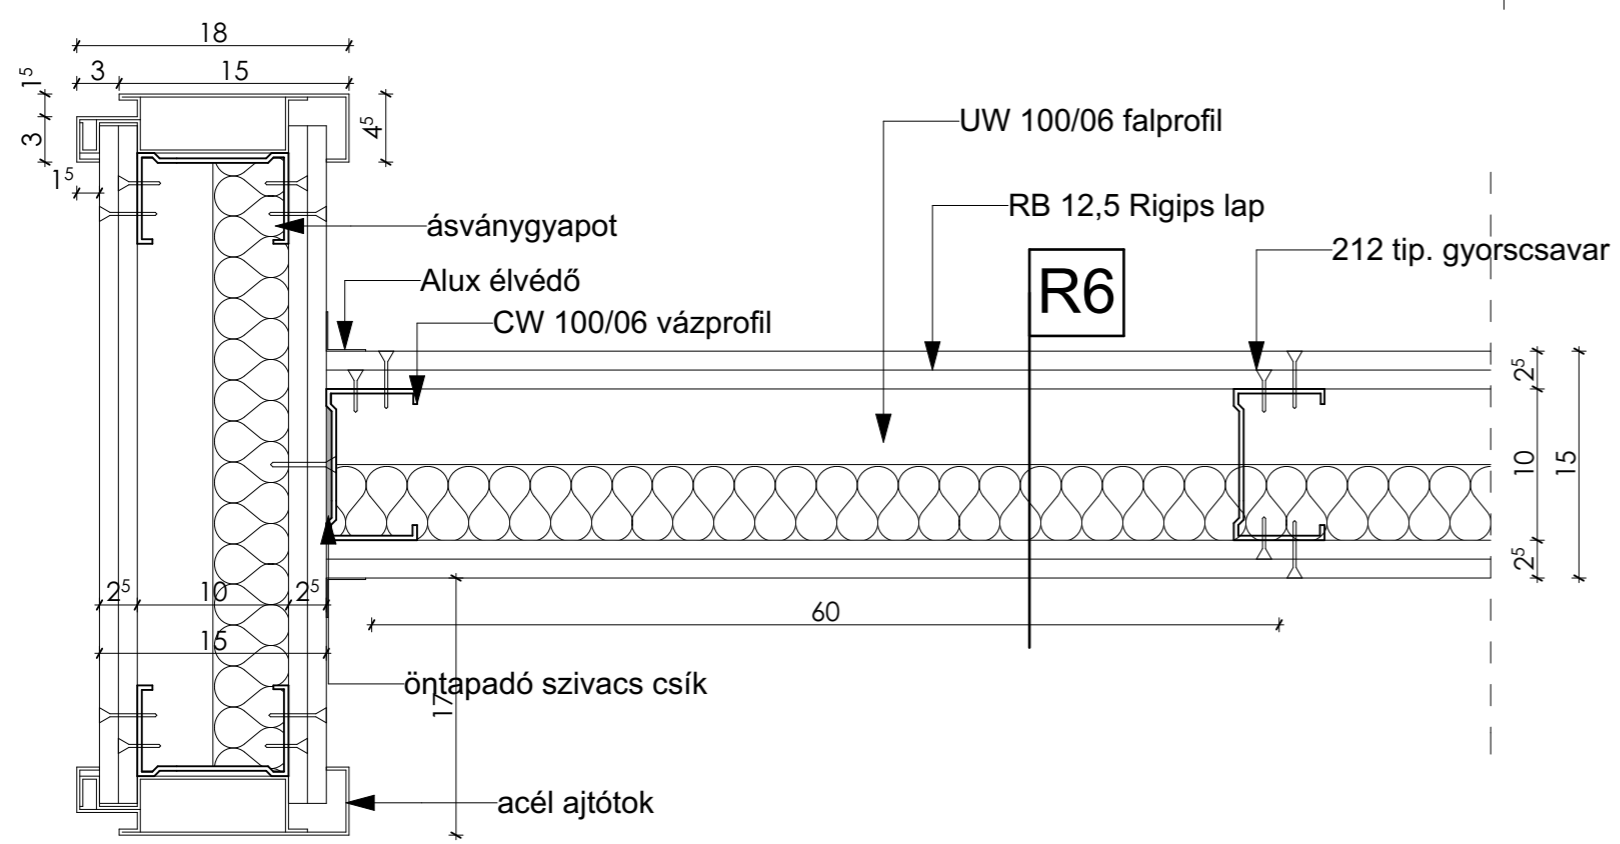 18
3 15
1⁵
3
4⁵
1⁵
UW 100/06 falprofil
RB 12,5 Rigips lap
212 tip. gyorscsavar
ásványgyapot
Alux élvédő
CW 100/06 vázprofil
R6
2⁵
10
15
2⁵
2⁵ 10 2⁵
15
60
öntapadó szivacs csík
17
acél ajtótok